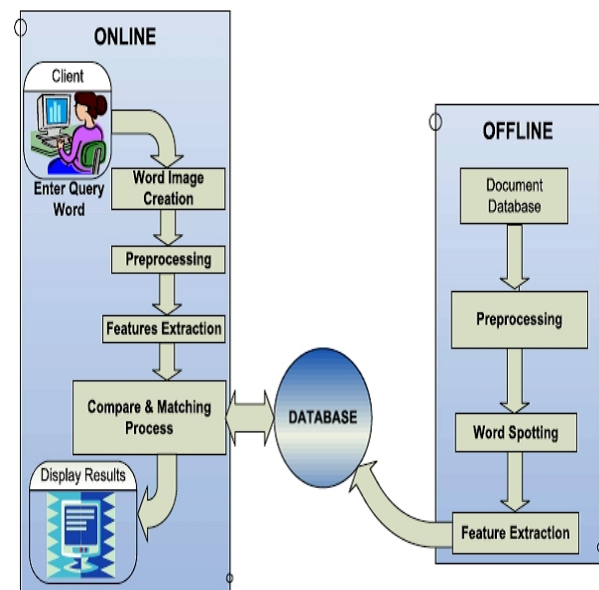 ONLINE
Client
Enter Query
Word
Word Image
Creation
Preprocessing
Features Extraction
Compare & Matching
Process
Display Results
DATABASE
OFFLINE
Document
Database
Preprocessing
Word Spotting
Feature Extraction